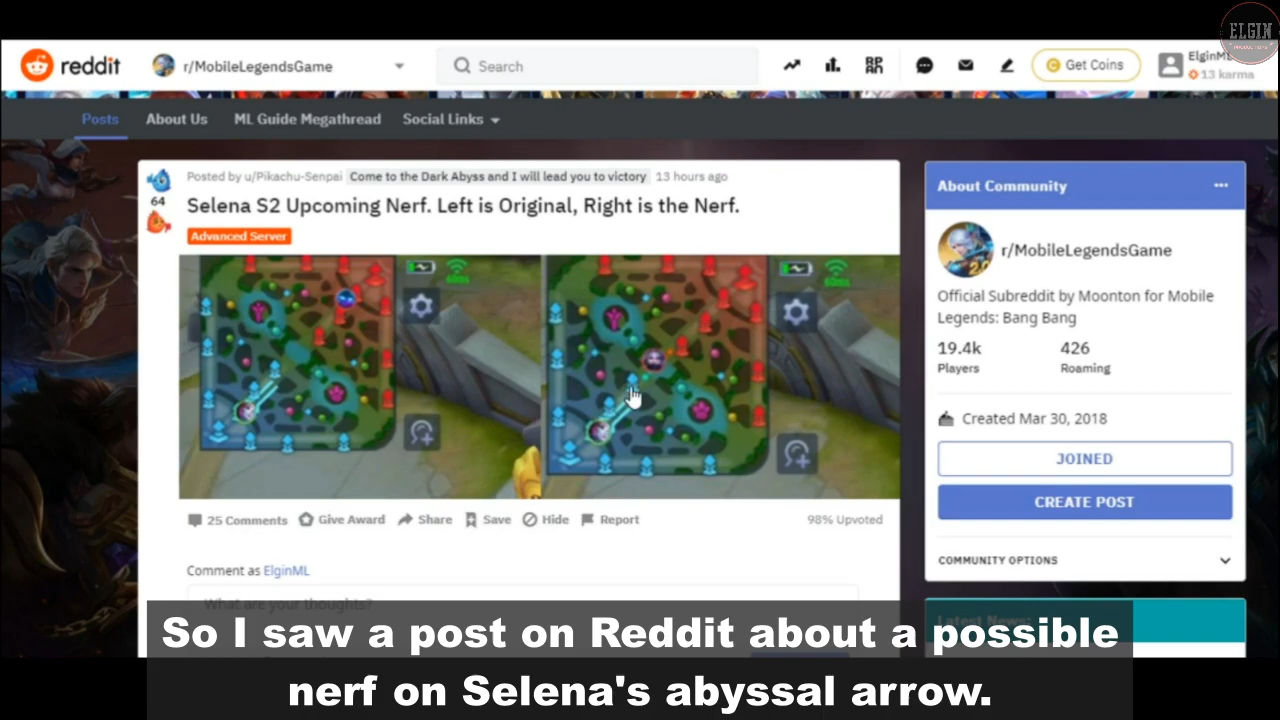 ELGIN
PRODUCTIONS
reddit
r/MobileLegendsGame
Search
Get Coins
ElginML
13 karma
Posts
About Us
ML Guide Megathread
Social Links
Posted by u/Pikachu-Senpai Come to the Dark Abyss and I will lead you to victory 13 hours ago
64
Selena S2 Upcoming Nerf. Left is Original, Right is the Nerf.
Advanced Server
25 Comments
Give Award
Share
Save
Hide
Report
98% Upvoted
Comment as ElginML
What are your thoughts?
About Community
r/MobileLegendsGame
2.0
Official Subreddit by Moonton for Mobile
Legends: Bang Bang
19.4k
426
Players
Roaming
Created Mar 30, 2018
JOINED
CREATE POST
COMMUNITY OPTIONS
Latest News:
So I saw a post on Reddit about a possible
nerf on Selena's abyssal arrow.